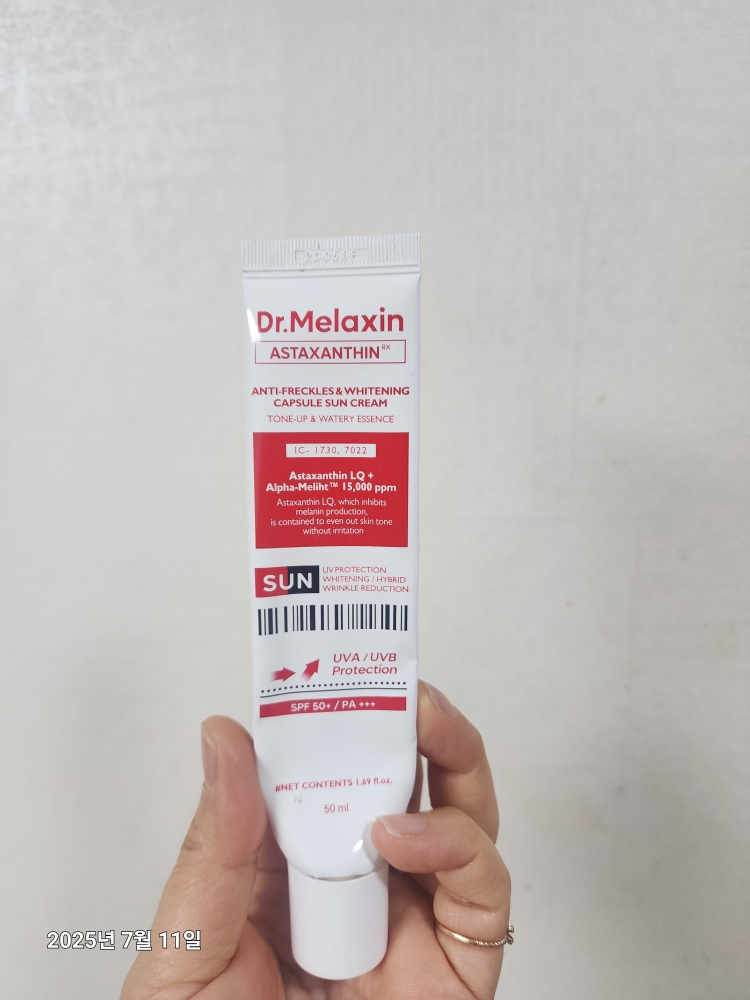 Dr.Melaxin
ASTAXANTHIN RX
ANTI-FRECKLES & WHITENING
CAPSULE SUN CREAM
TONE-UP & WATERY ESSENCE
1C- 1730, 7022
Astaxanthin LQ +
Alpha-Meliht™ 15,000 ppm
Astaxanthin LQ, which inhibits
melanin production,
is contained to even out skin tone
without irritation
SUN
UV PROTECTION
WHITENING / HYBRID
WRINKLE REDUCTION
UVA / UVB
Protection
SPF 50+ / PA +++
#NET CONTENTS 1.69 fl.oz.
50 ml
2025년 7월 11일